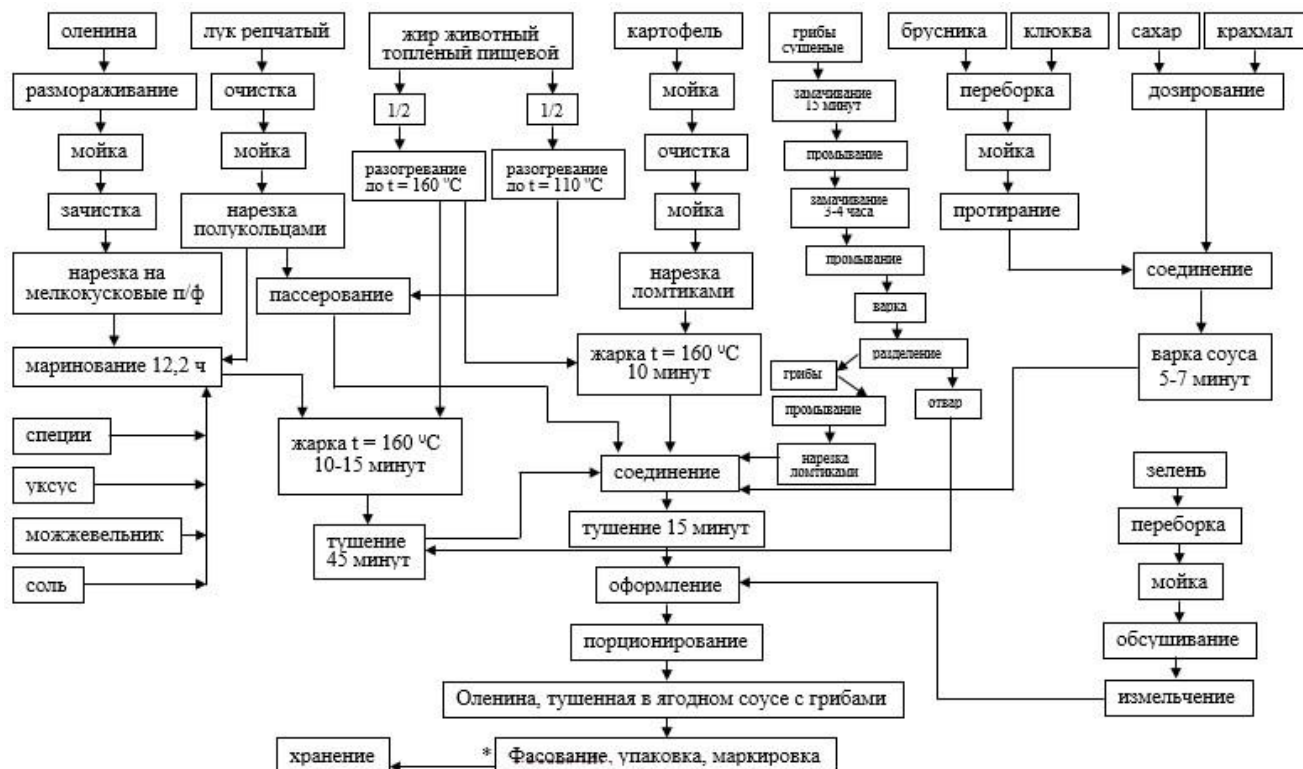 оленина
размораживание
мойка
зачистка
нарезка на
мелкокусковые п/ф
маринование 12,2 ч
специи
уксус
можжевельник
соль
лук репчатый
очистка
мойка
нарезка
полукольцами
пассерование
жир животный
топленый пищевой
1/2
1/2
разогревание
до t = 160 ⁰С
разогревание
до t = 110 ⁰С
жарка t = 160 ⁰С
10-15 минут
тушение
45 минут
картофель
мойка
очистка
мойка
нарезка
ломтиками
жарка t = 160 ⁰С
10 минут
грибы
сушеные
замачивание
15 минут
промывание
замачивание
3-4 часа
промывание
варка
разделение
грибы
отвар
промывание
нарезка
ломтиками
брусника
клюква
переборка
мойка
протирание
сахар
крахмал
дозирование
соединение
варка соуса
5-7 минут
соединение
тушение 15 минут
оформление
порционирование
зелень
переборка
мойка
обсушивание
измельчение
Оленина, тушенная в ягодном соусе с грибами
* Фасование, упаковка, маркировка
хранение